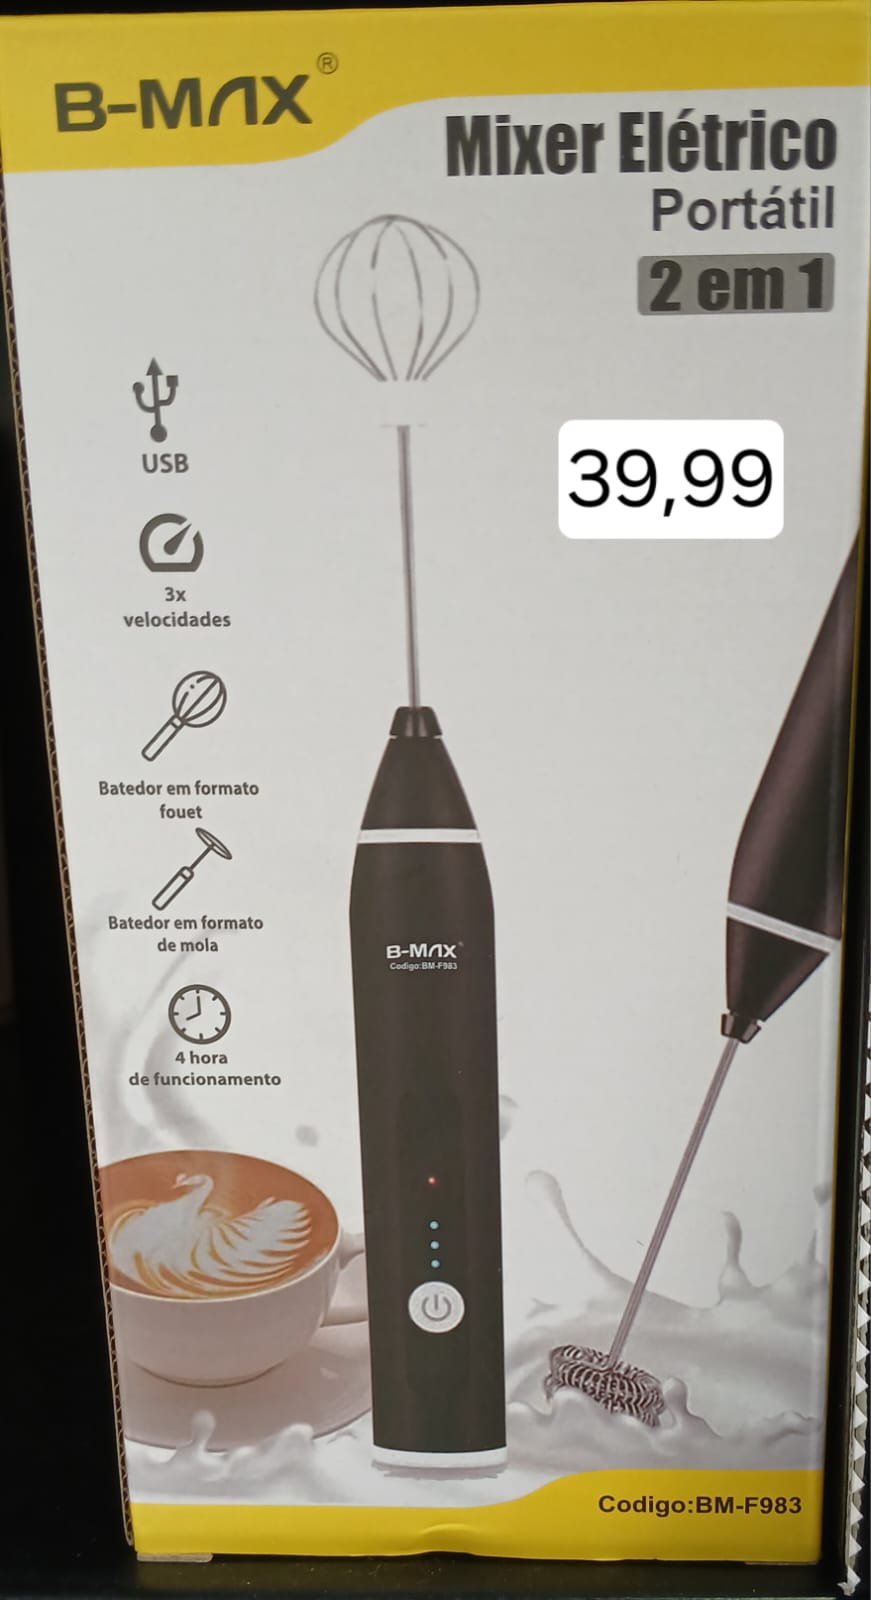 B-MAX®
Mixer Elétrico
Portátil
2 em 1
USB
39,99
3x
velocidades
Batedor em formato
fouet
Batedor em formato
de mola
B-MAX
Codigo:BM-F983
4 hora
de funcionamento
Codigo:BM-F983